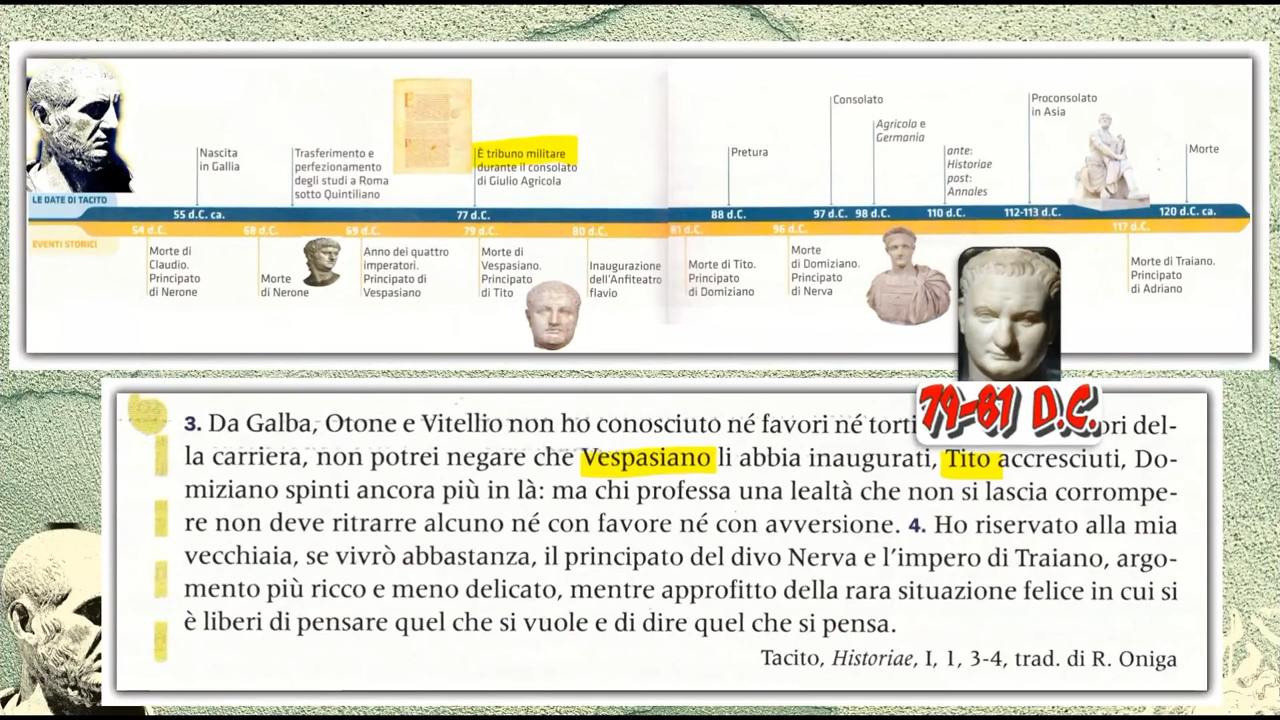 Nascita
in Gallia
Trasferimento e
perfezionamento
degli studi a Roma
sotto Quintiliano
È tribuno militare
durante il consolato
di Giulio Agricola
Pretura
Consolato
Agricola e
Germania
ante:
Historiae
post:
Annales
Proconsolato
in Asia
Morte
LE DATE DI TACITO
55 d.C. ca.
77 d.C.
88 d.C.
97 d.C.
98 d.C.
110 d.C.
112-113 d.C.
120 d.C. ca.
EVENTI STORICI
54 d.C.
68 d.C.
69 d.C.
79 d.C.
80 d.C.
81 d.C.
96 d.C.
117 d.C.
Morte di
Claudio.
Principato
di Nerone
Morte
di Nerone
Anno dei quattro
imperatori.
Principato di
Vespasiano
Morte di
Vespasiano.
Principato
di Tito
Inaugurazione
dell'Anfiteatro
flavio
Morte di Tito.
Principato
di Domiziano
Morte
di Domiziano.
Principato
di Nerva
Morte di Traiano.
Principato
di Adriano
79-81 D.C.
3. Da Galba, Otone e Vitellio non ho conosciuto né favori né torti ori del-
la carriera, non potrei negare che Vespasiano li abbia inaugurati, Tito accresciuti, Do-
miziano spinti ancora più in là: ma chi professa una lealtà che non si lascia corrompe-
re non deve ritrarre alcuno né con favore né con avversione. 4. Ho riservato alla mia
vecchiaia, se vivrò abbastanza, il principato del divo Nerva e l'impero di Traiano, argo-
mento più ricco e meno delicato, mentre approfitto della rara situazione felice in cui si
è liberi di pensare quel che si vuole e di dire quel che si pensa.
Tacito, Historiae, I, 1, 3-4, trad. di R. Oniga